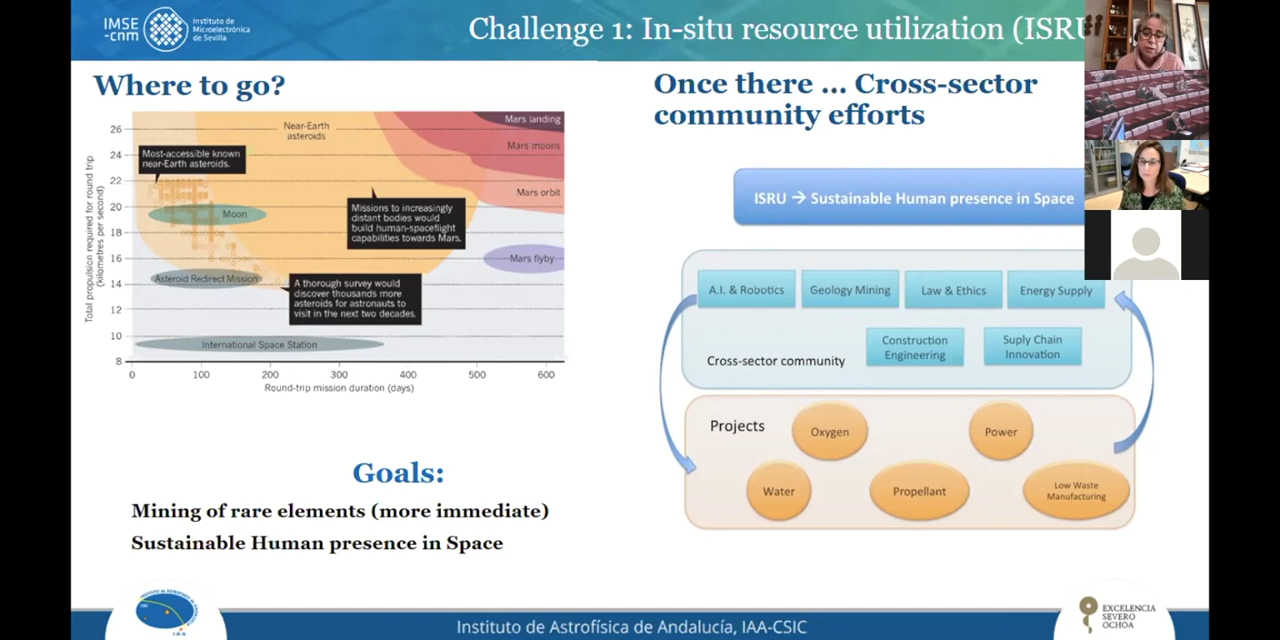 IMSE
-cnm
Instituto de
Microelectrónica
de Sevilla
Challenge 1: In-situ resource utilization (ISRU
Where to go?
Total propulsion required for round trip
(kilometres per second)
26
24
22
20
18
16
14
12
10
8
0
100
200
300
400
500
600
Round-trip mission duration (days)
Near-Earth
asteroids
Mars landing
Mars moons
Mars orbit
Mars flyby
Most-accessible known
near-Earth asteroids.
Moon
Missions to increasingly
distant bodies would
build human-spaceflight
capabilities towards Mars.
Asteroid Redirect Mission
A thorough survey would
discover thousands more
asteroids for astronauts to
visit in the next two decades.
International Space Station
Goals:
Mining of rare elements (more immediate)
Sustainable Human presence in Space
Once there ... Cross-sector
community efforts
ISRU → Sustainable Human presence in Space
A.I. & Robotics
Geology Mining
Law & Ethics
Energy Supply
Construction
Engineering
Suply Chain
Innovation
Cross-sector community
Projects
Oxygen
Power
Water
Propellant
Low Waste
Manufacturing
INSTITUTO DE ASTROFÍSICA DE ANDALUCÍA
IAA
Instituto de Astrofísica de Andalucía, IAA-CSIC
EXCELENCIA
SEVERO
OCHOA